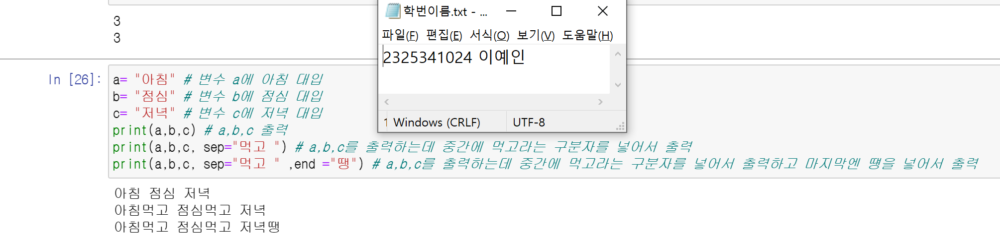 3
3
학번이름.txt - ...
파일(F) 편집(E) 서식(O) 보기(V) 도움말(H)
2325341024 이예인
1 Windows (CRLF) UTF-8
In [26]:
a= "아침" # 변수 a에 아침 대입
b= "점심" # 변수 b에 점심 대입
c= "저녁" # 변수 c에 저녁 대입
print(a,b,c) # a,b,c 출력
print(a,b,c, sep="먹고 ") # a,b,c를 출력하는데 중간에 먹고라는 구분자를 넣어서 출력
print(a,b,c, sep="먹고 " ,end ="땡") # a,b,c를 출력하는데 중간에 먹고라는 구분자를 넣어서 출력하고 마지막엔 떙을 넣어서 출력
아침 점심 저녁
아침먹고 점심먹고 저녁
아침먹고 점심먹고 저녁땡